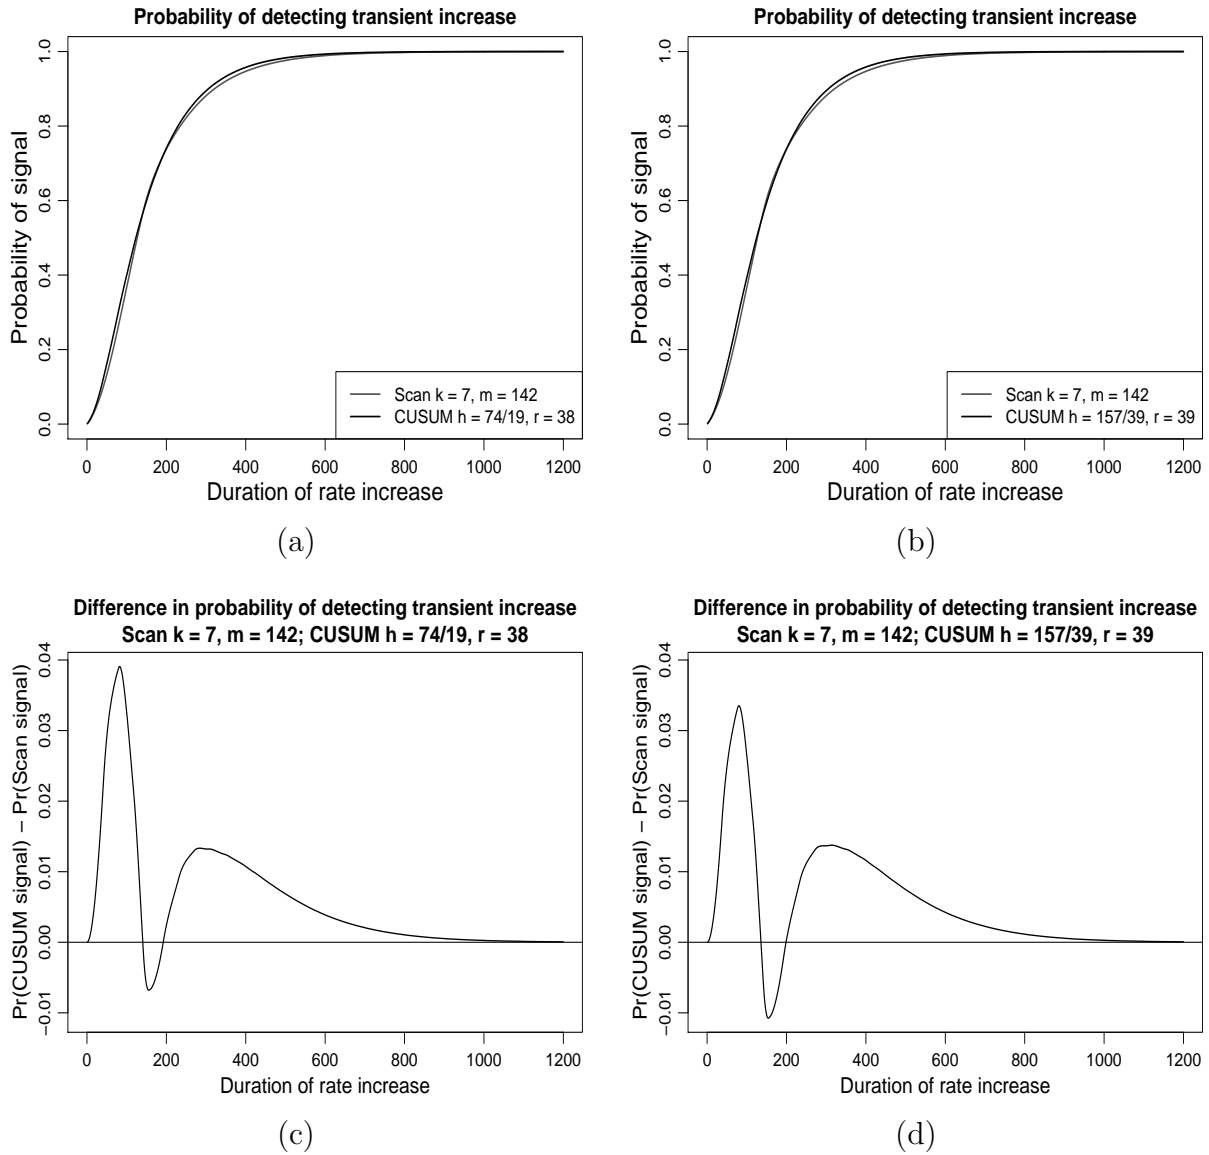 Probability of detecting transient increase
Probability of signal
1.0
0.8
0.6
0.4
0.2
0.0
Scan k = 7, m = 142
CUSUM h = 74/19, r = 38
0 200 400 600 800 1000 1200
Duration of rate increase
(a)
Probability of detecting transient increase
Probability of signal
1.0
0.8
0.6
0.4
0.2
0.0
Scan k = 7, m = 142
CUSUM h = 157/39, r = 39
0 200 400 600 800 1000 1200
Duration of rate increase
(b)
Difference in probability of detecting transient increase
Scan k = 7, m = 142; CUSUM h = 74/19, r = 38
Pr(CUSUM signal) − Pr(Scan signal)
0.04
0.03
0.02
0.01
0.00
−0.01
0 200 400 600 800 1000 1200
Duration of rate increase
(c)
Difference in probability of detecting transient increase
Scan k = 7, m = 142; CUSUM h = 157/39, r = 39
Pr(CUSUM signal) − Pr(Scan signal)
0.04
0.03
0.02
0.01
0.00
−0.01
0 200 400 600 800 1000 1200
Duration of rate increase
(d)